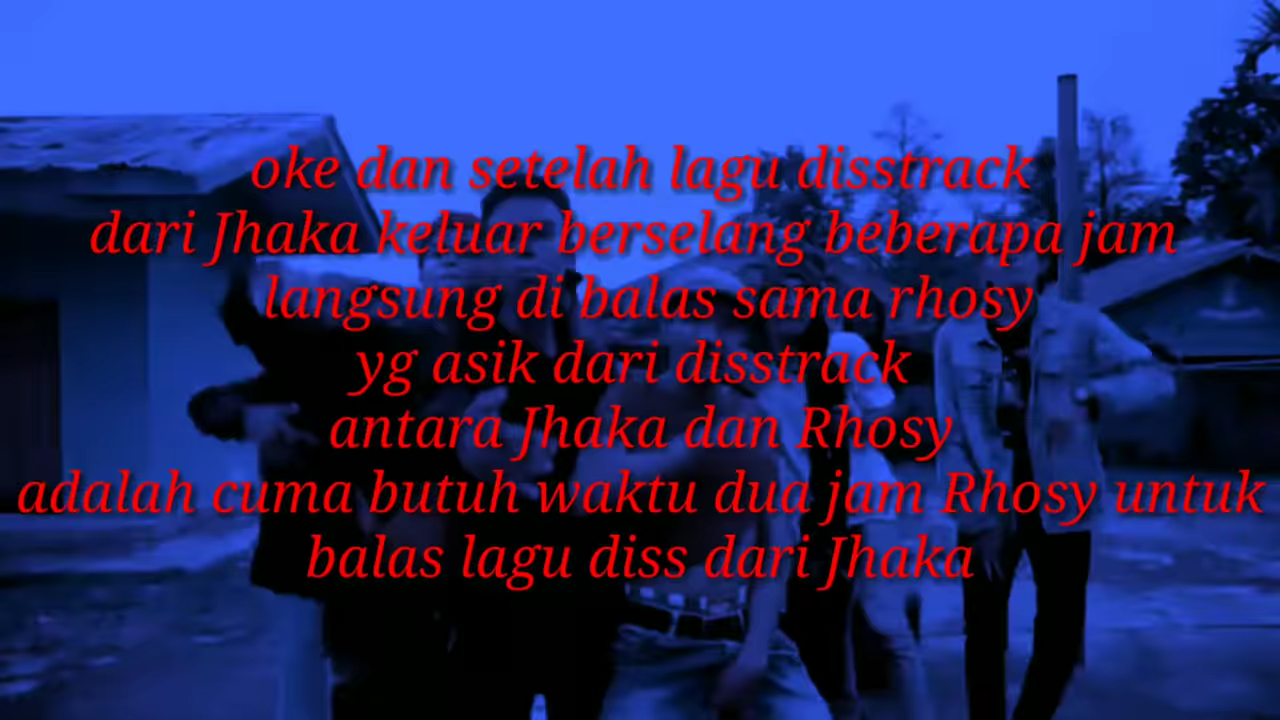 oke dan setelah lagu disstrack
dari Jhaka keluar berselang beberapa jam
langsung di balas sama rhosy
yg asik dari disstrack
antara Jhaka dan Rhosy
adalah cuma butuh waktu dua jam Rhosy untuk
balas lagu diss dari Jhaka